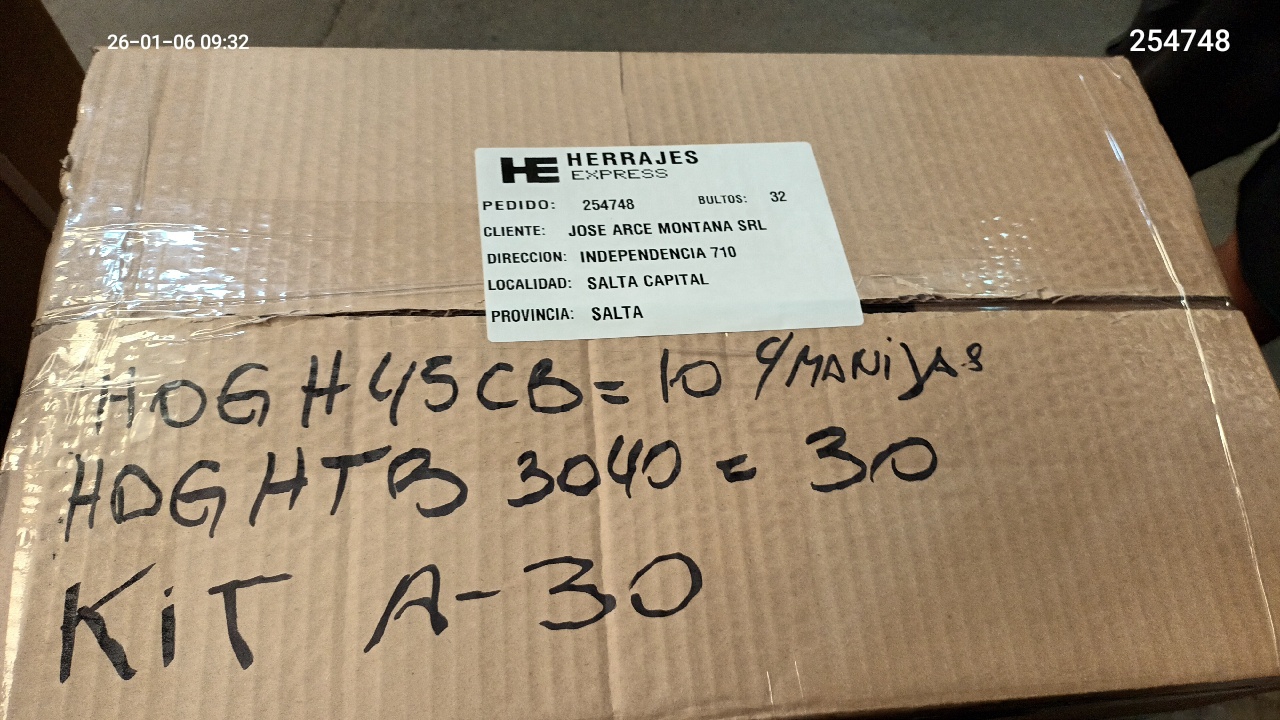 26-01-06 09:32
254748
HE HERRAJES
EXPRESS
PEDIDO: 254748 BULTOS: 32
CLIENTE: JOSE ARCE MONTANA SRL
DIRECCION: INDEPENDENCIA 710
LOCALIDAD: SALTA CAPITAL
PROVINCIA: SALTA
HDGH45CB=10 C/MANiJAS
HDGHTB 3040 = 30
KiT A-30